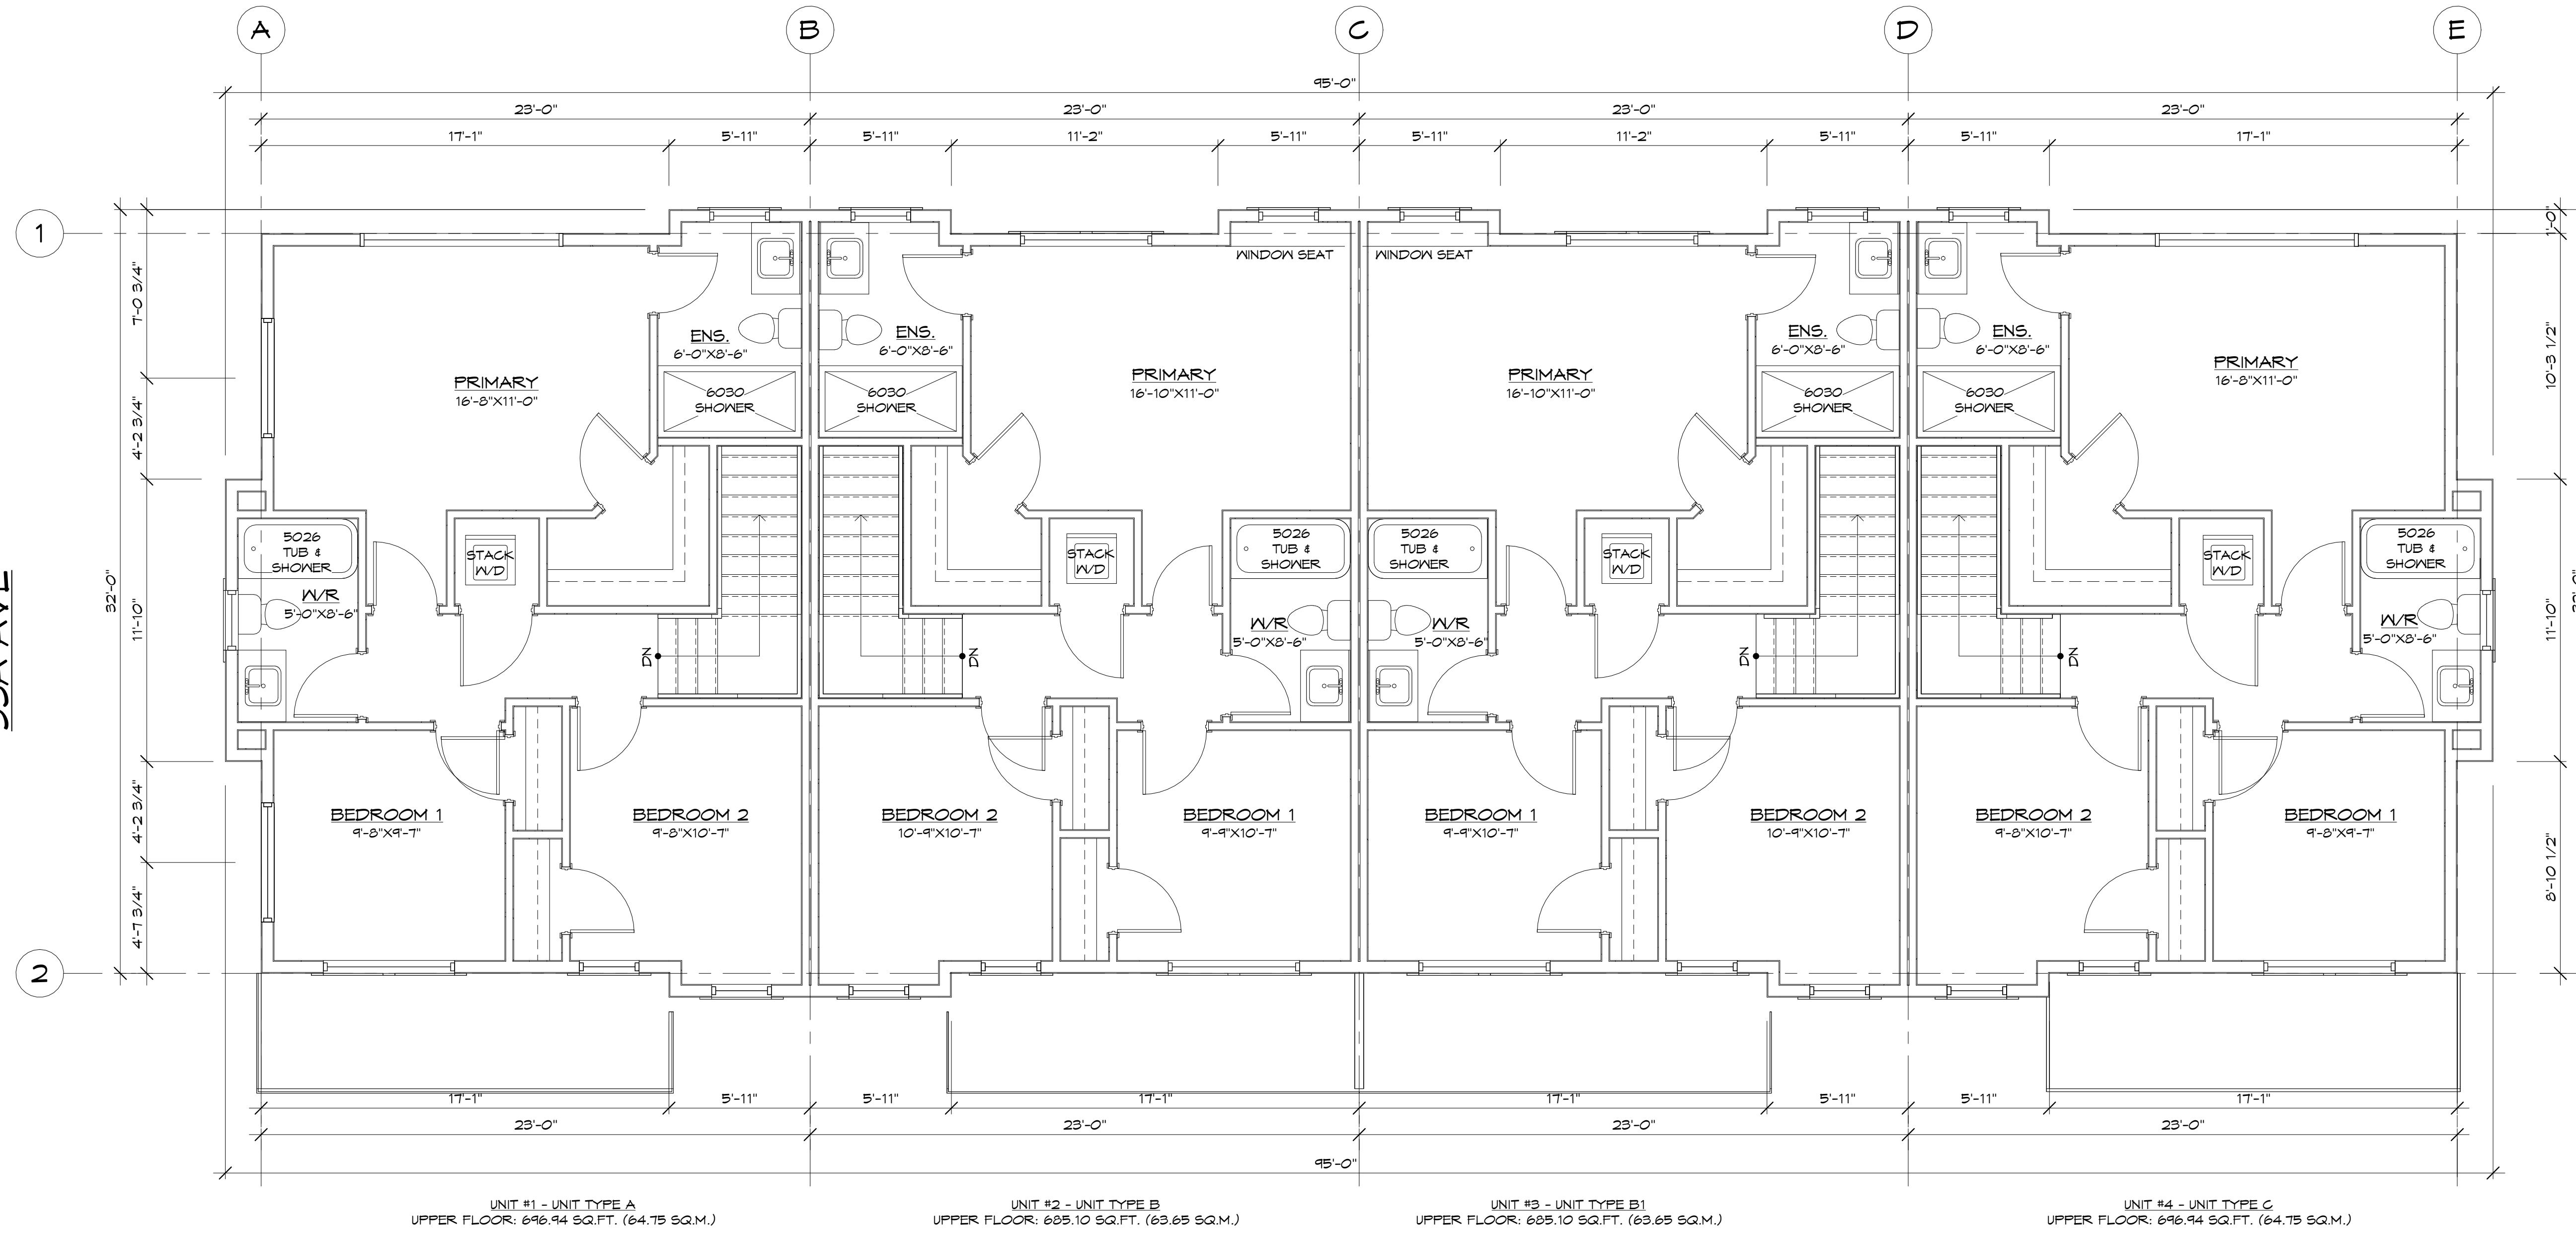 A B C D E
95'-0"
23'-0" 23'-0" 23'-0" 23'-0"
17'-1" 5'-11" 5'-11" 11'-2" 5'-11" 5'-11" 11'-2" 5'-11" 5'-11" 17'-1"
1
1'-0"
WINDOW SEAT WINDOW SEAT
7'-0 3/4"
10'-3 1/2"
ENS. ENS. ENS. ENS.
6'-0"X8'-6" 6'-0"X8'-6" 6'-0"X8'-6" 6'-0"X8'-6"
PRIMARY PRIMARY PRIMARY PRIMARY
16'-8"X11'-0" 16'-10"X11'-0" 16'-10"X11'-0" 16'-8"X11'-0"
6030 6030 6030 6030
SHOWER SHOWER SHOWER SHOWER
4'-2 3/4"
5026 5026 5026 5026
TUB & TUB & TUB & TUB &
SHOWER SHOWER SHOWER SHOWER
STACK STACK STACK STACK
W/D W/D W/D W/D
32'-0"
11'-10" 11'-10"
W/R W/R W/R W/R
5'-0"X8'-6" 5'-0"X8'-6" 5'-0"X8'-6" 5'-0"X8'-6"
DN DN DN DN
4'-2 3/4"
BEDROOM 1 BEDROOM 2 BEDROOM 2 BEDROOM 1 BEDROOM 1 BEDROOM 2 BEDROOM 2 BEDROOM 1
9'-8"X9'-7" 9'-8"X10'-7" 10'-9"X10'-7" 9'-9"X10'-7" 9'-9"X10'-7" 10'-9"X10'-7" 9'-8"X10'-7" 9'-8"X9'-7"
4'-7 3/4"
8'-10 1/2"
2
17'-1" 5'-11" 5'-11" 17'-1" 17'-1" 5'-11" 5'-11" 17'-1"
23'-0" 23'-0" 23'-0" 23'-0"
95'-0"
UNIT #1 - UNIT TYPE A
UPPER FLOOR: 696.94 SQ.FT. (64.75 SQ.M.)
UNIT #2 - UNIT TYPE B
UPPER FLOOR: 685.10 SQ.FT. (63.65 SQ.M.)
UNIT #3 - UNIT TYPE B1
UPPER FLOOR: 685.10 SQ.FT. (63.65 SQ.M.)
UNIT #4 - UNIT TYPE C
UPPER FLOOR: 696.94 SQ.FT. (64.75 SQ.M.)